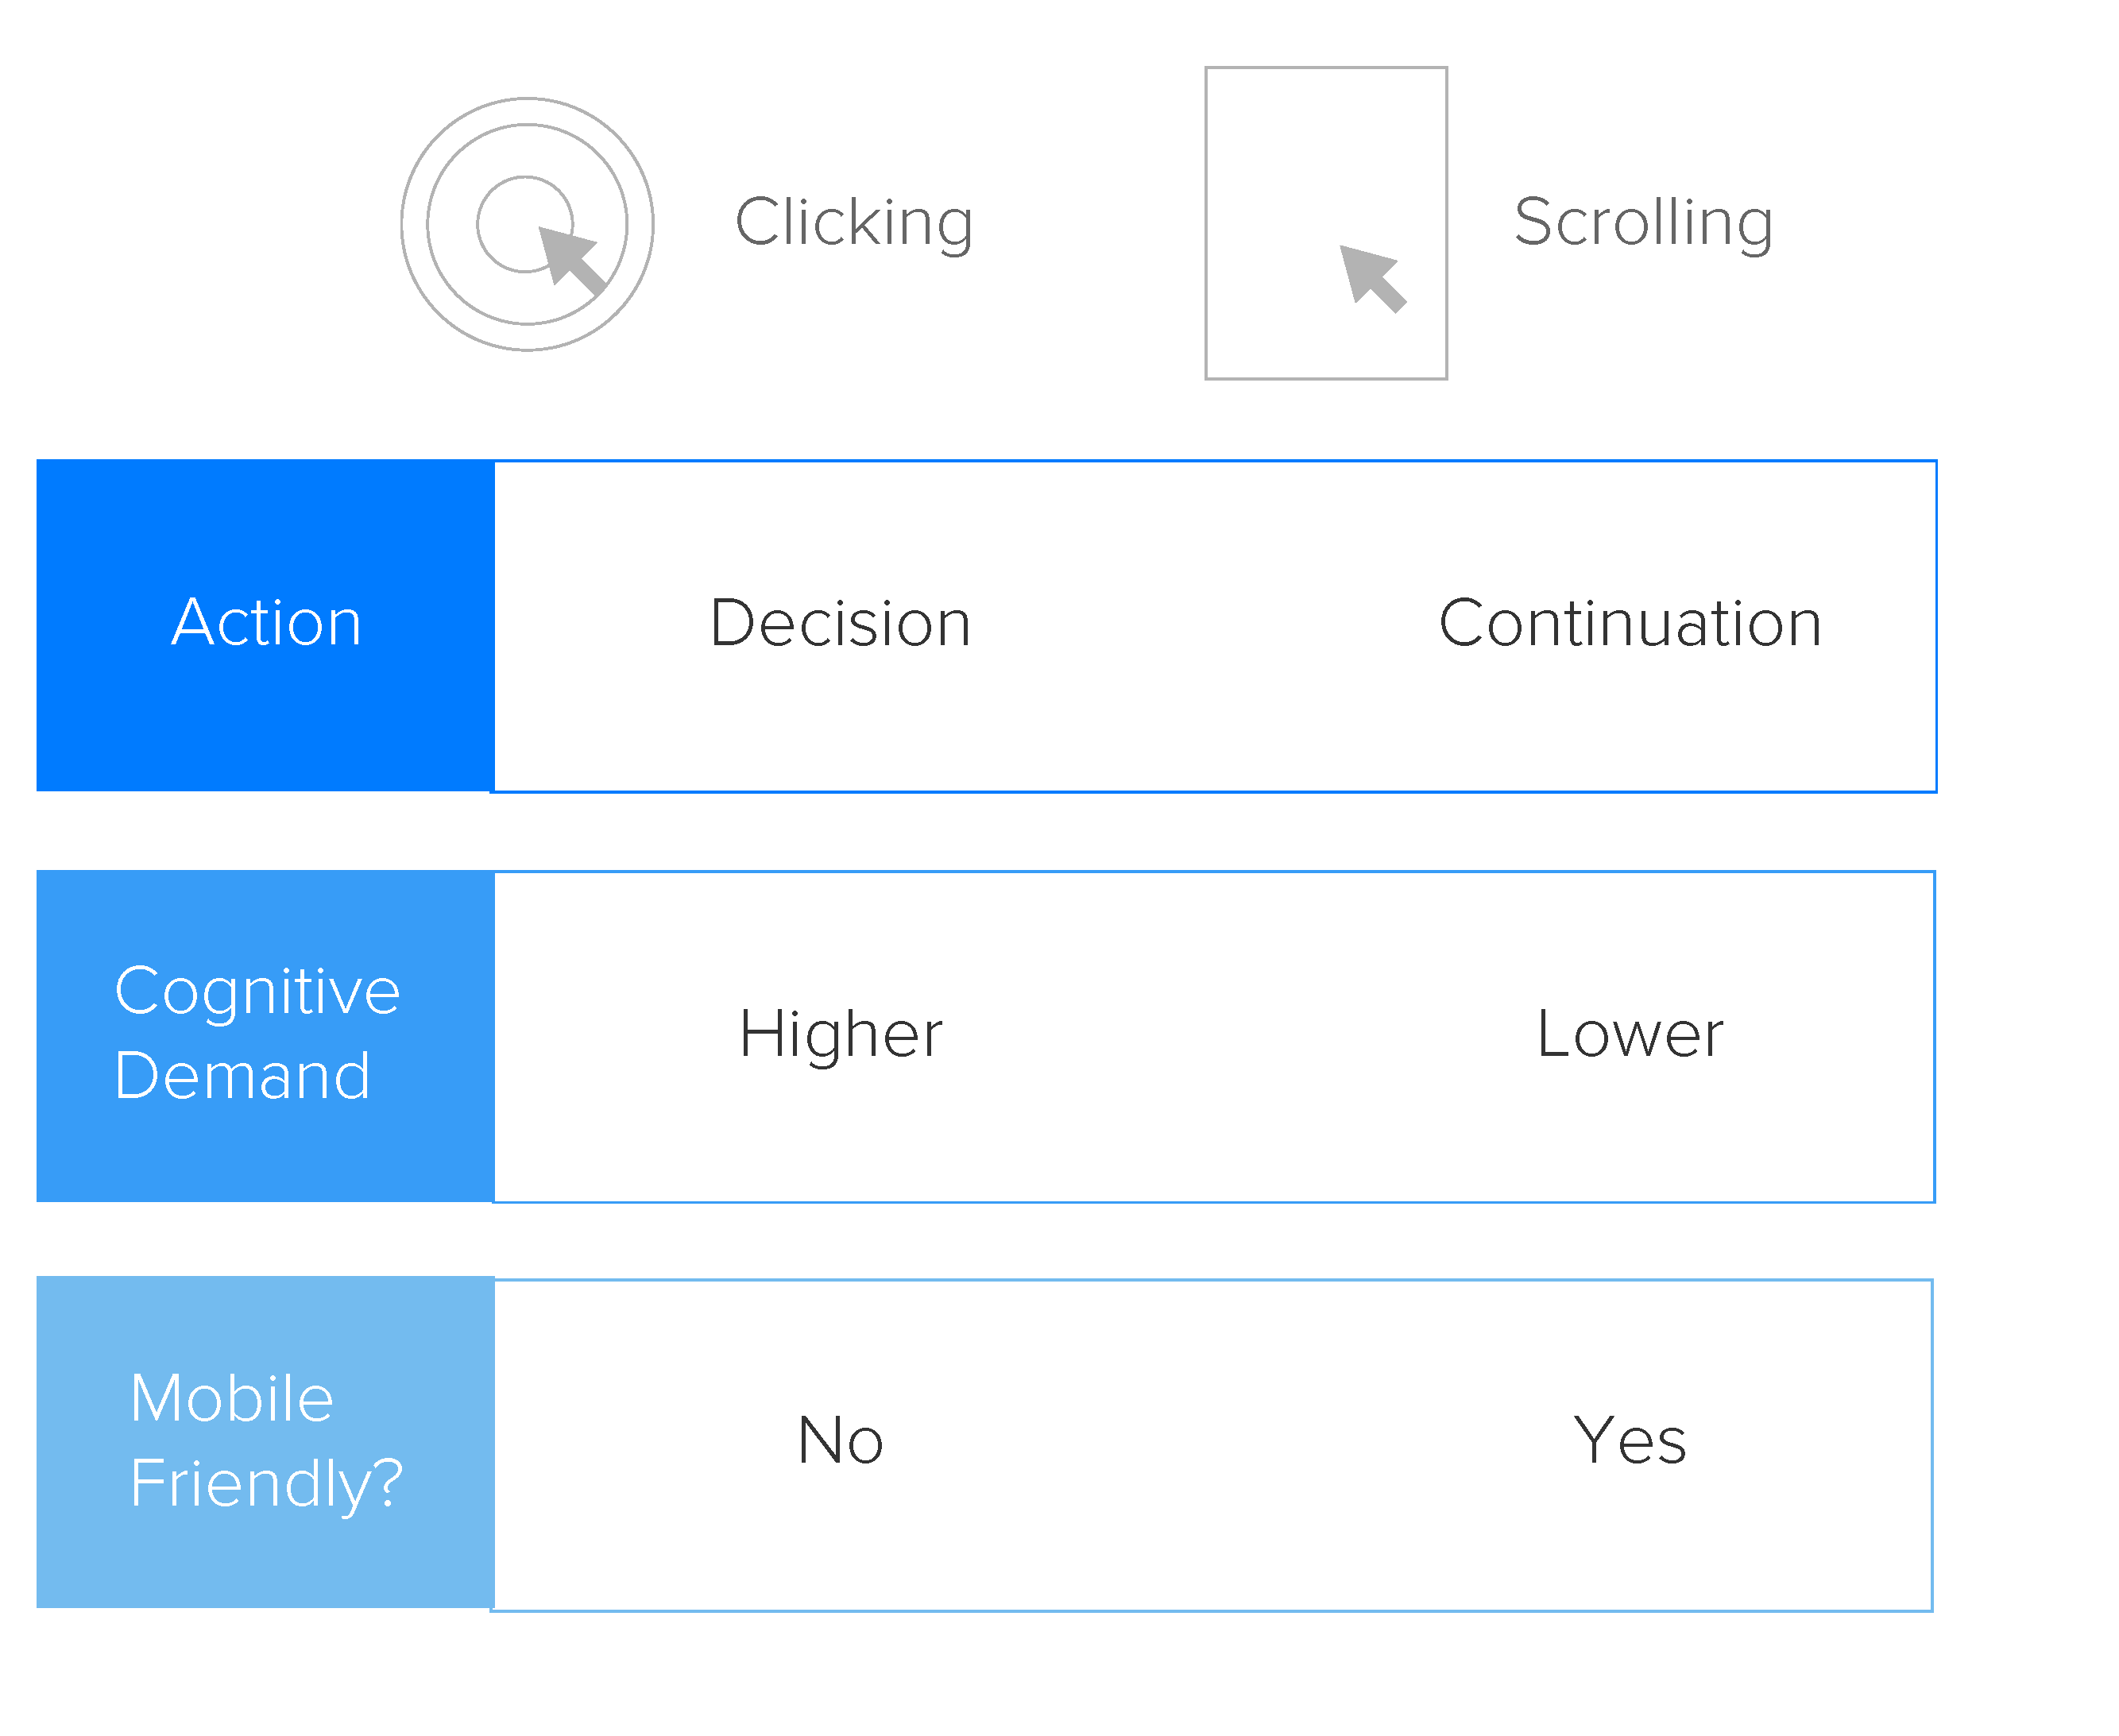 Clicking
Scrolling
Action
Decision
Continuation
Cognitive
Demand
Higher
Lower
Mobile
Friendly?
No
Yes